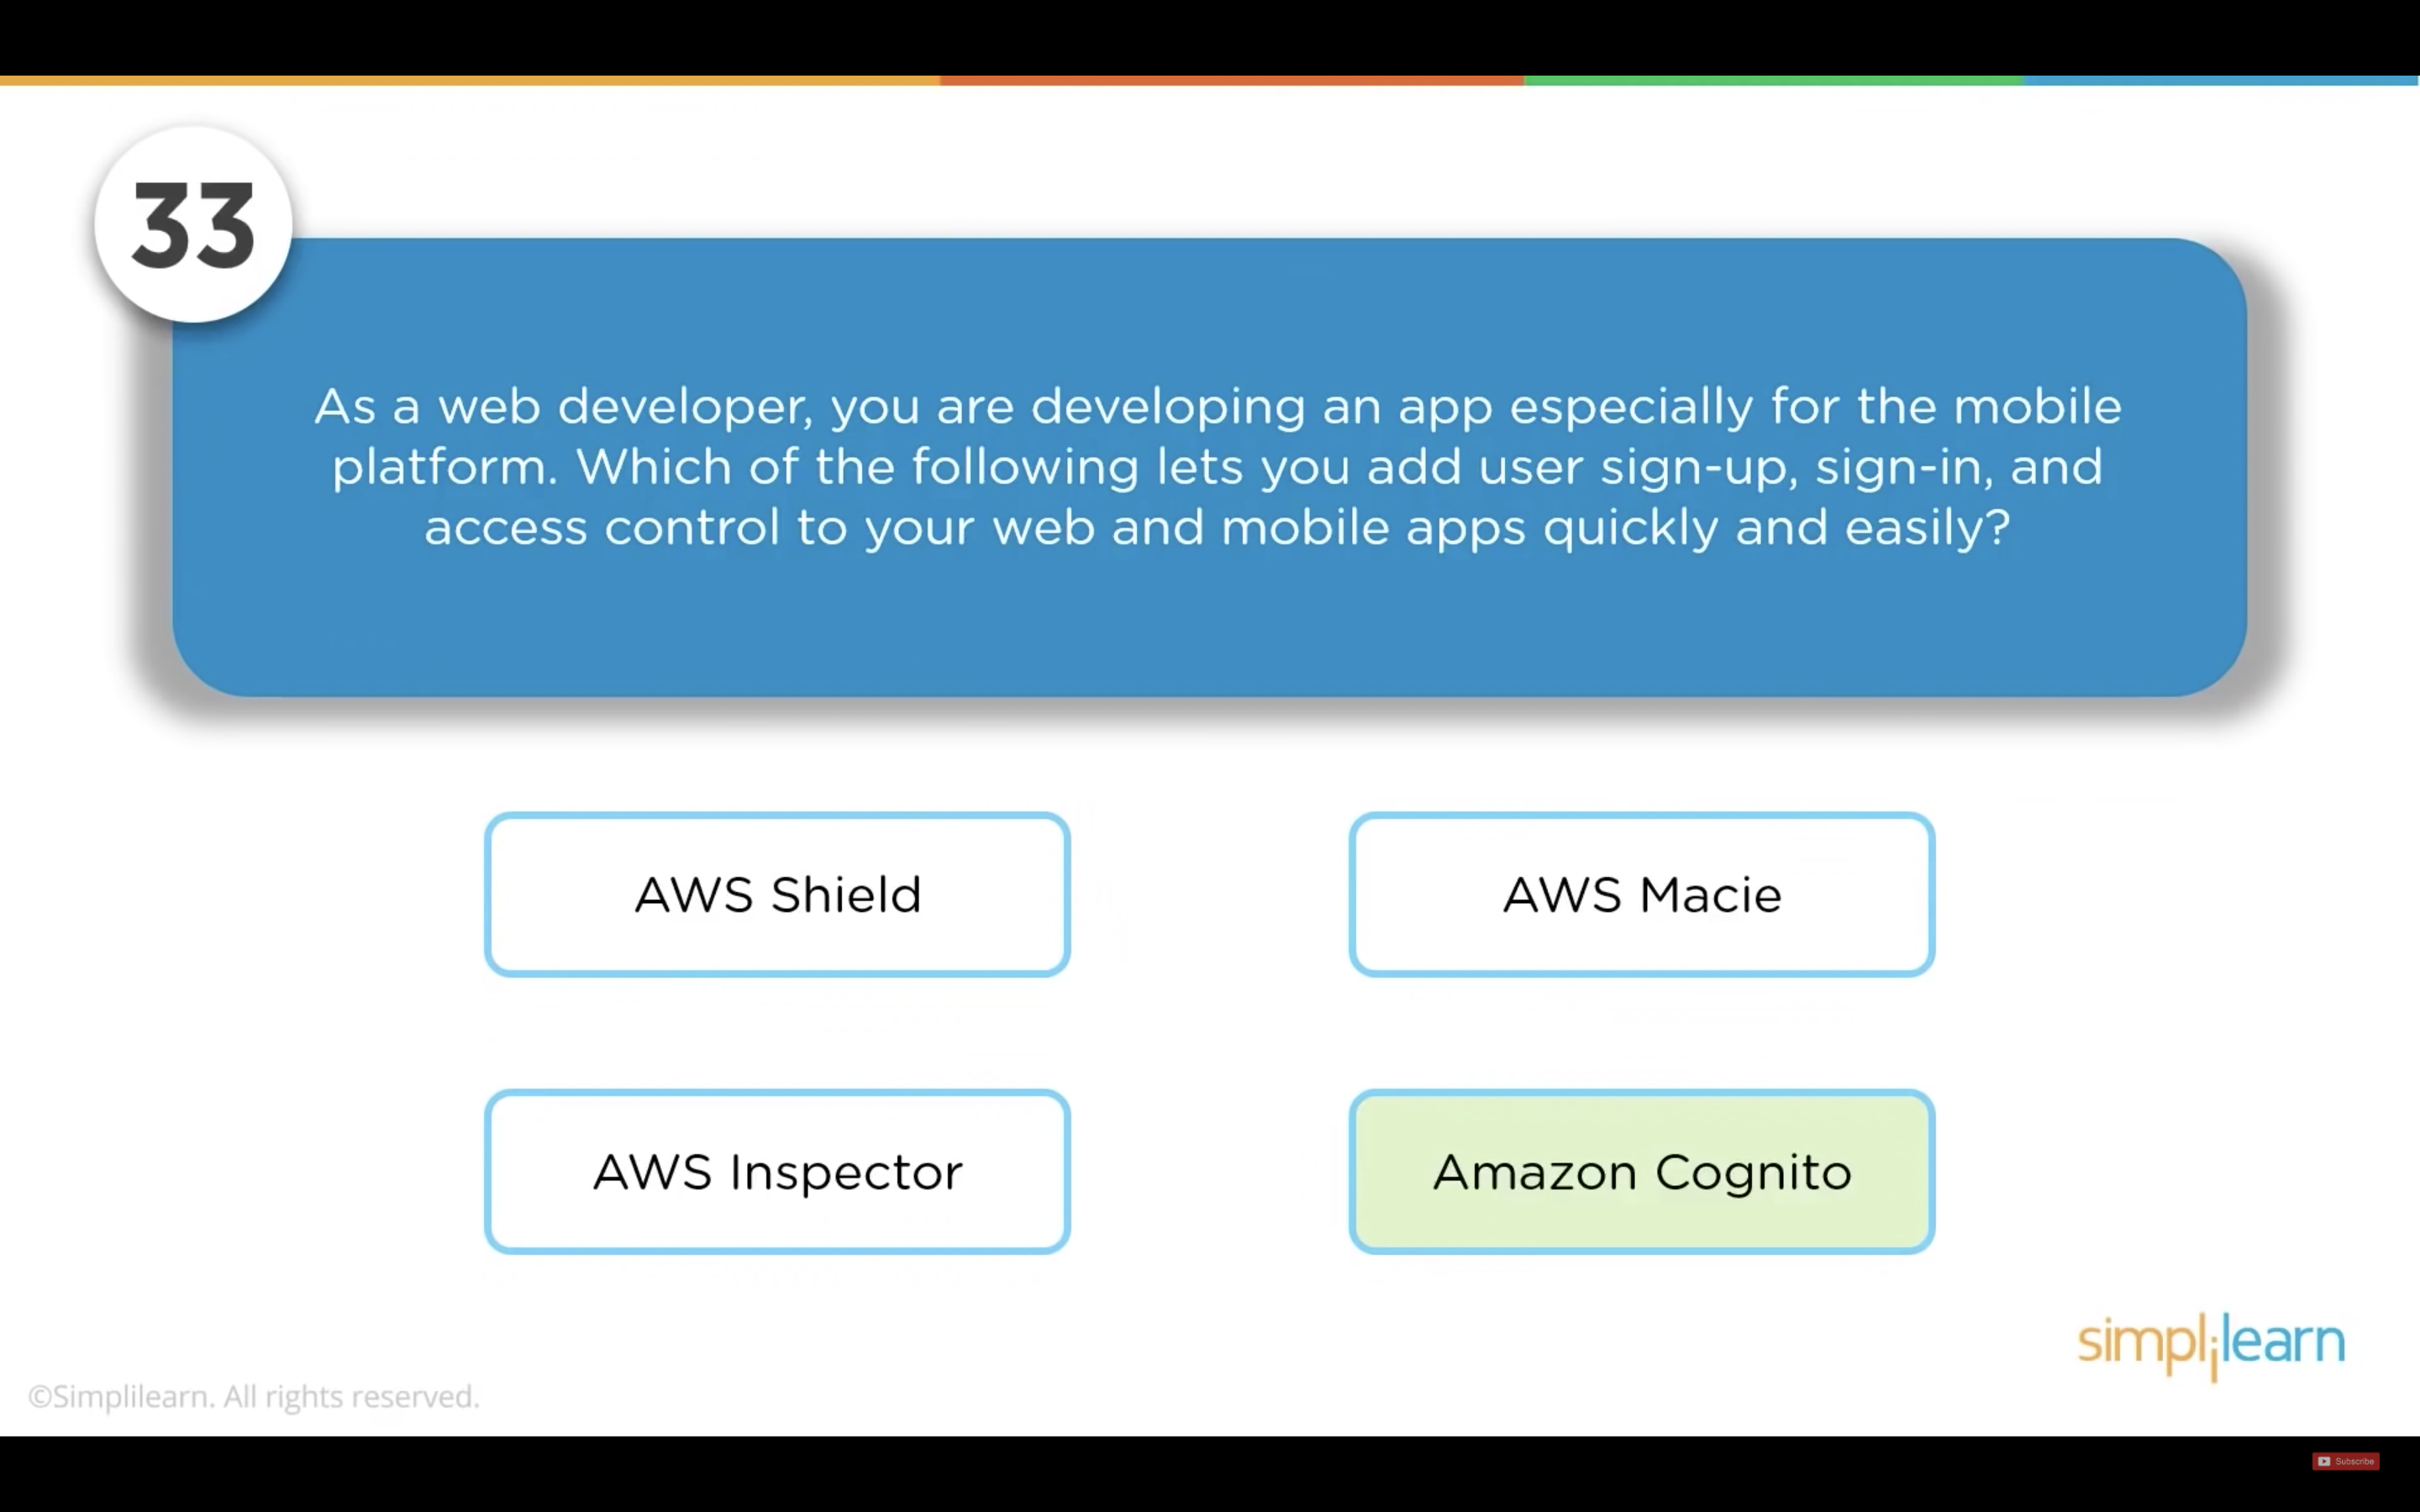 33
As a web developer, you are developing an app especially for the mobile
platform. Which of the following lets you add user sign-up, sign-in, and
access control to your web and mobile apps quickly and easily?
AWS Shield
AWS Macie
AWS Inspector
Amazon Cognito
simplilearn
©Simplilearn. All rights reserved.
Subscribe